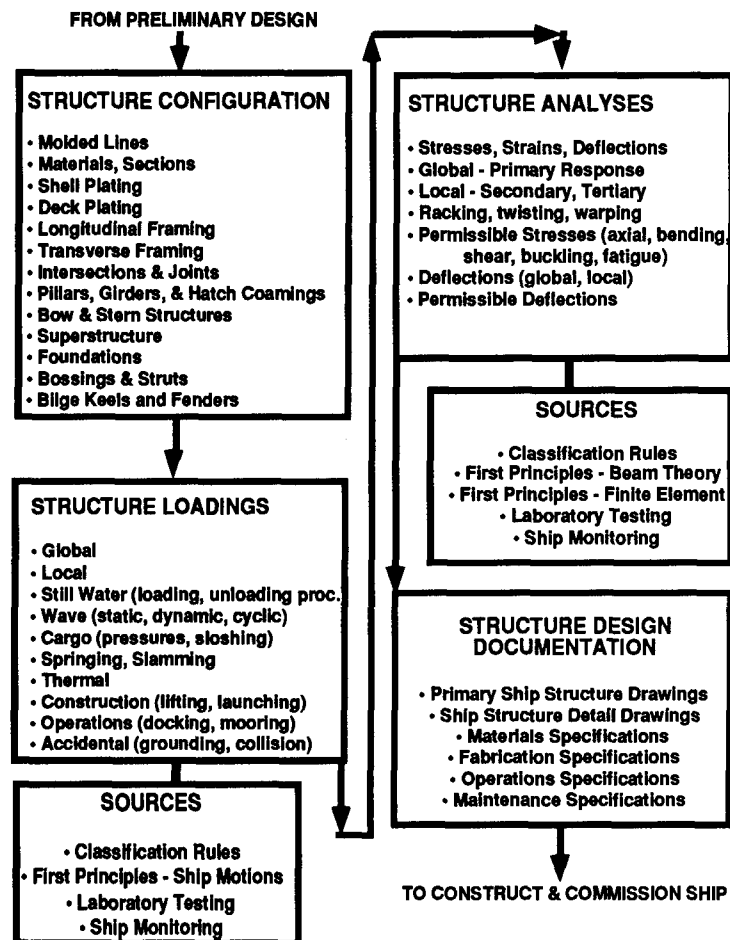 FROM PRELIMINARY DESIGN
STRUCTURE CONFIGURATION
• Molded Lines
• Materials, Sections
• Shell Plating
• Deck Plating
• Longitudinal Framing
• Transverse Framing
• Intersections & Joints
• Pillars, Girders, & Hatch Coamings
• Bow & Stern Structures
• Superstructure
• Foundations
• Bossings & Struts
• Bilge Keels and Fenders
STRUCTURE LOADINGS
• Global
• Local
• Still Water (loading, unloading proc.
• Wave (static, dynamic, cyclic)
• Cargo (pressures, sloshing)
• Springing, Slamming
• Thermal
• Construction (lifting, launching)
• Operations (docking, mooring)
• Accidental (grounding, collision)
SOURCES
• Classification Rules
• First Principles - Ship Motions
• Laboratory Testing
• Ship Monitoring
STRUCTURE ANALYSES
• Stresses, Strains, Deflections
• Global - Primary Response
• Local - Secondary, Tertiary
• Racking, twisting, warping
• Permissible Stresses (axial, bending,
shear, buckling, fatigue)
• Deflections (global, local)
• Permissible Deflections
SOURCES
• Classification Rules
• First Principles - Beam Theory
• First Principles - Finite Element
• Laboratory Testing
• Ship Monitoring
STRUCTURE DESIGN
DOCUMENTATION
• Primary Ship Structure Drawings
• Ship Structure Detail Drawings
• Materials Specifications
• Fabrication Specifications
• Operations Specifications
• Maintenance Specifications
TO CONSTRUCT & COMMISSION SHIP